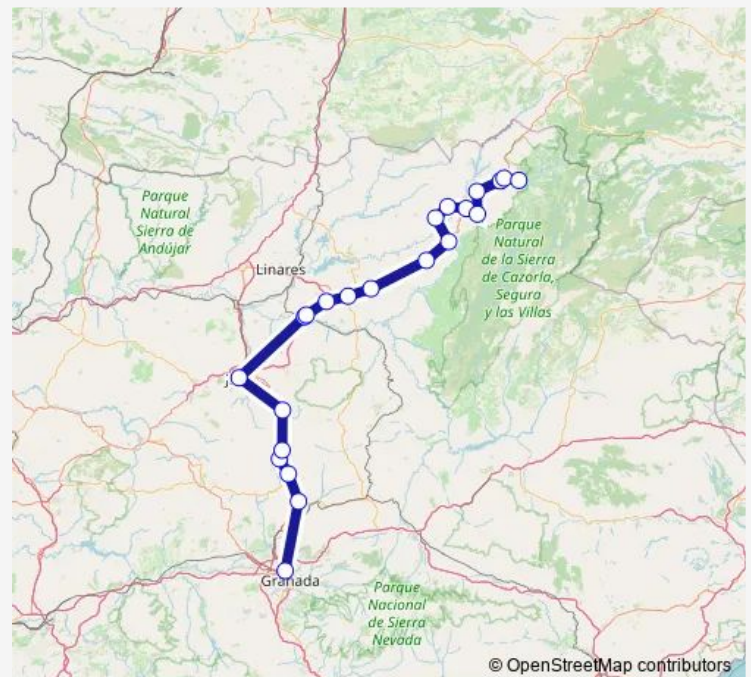 Parque
Natural
Sierra de
Andújar
Linares
Parque
Natural
de la Sierra
de Cazorla,
Segura
y las Villas
Granada
Parque
Nacional
de Sierra
Nevada
© OpenStreetMap contributors